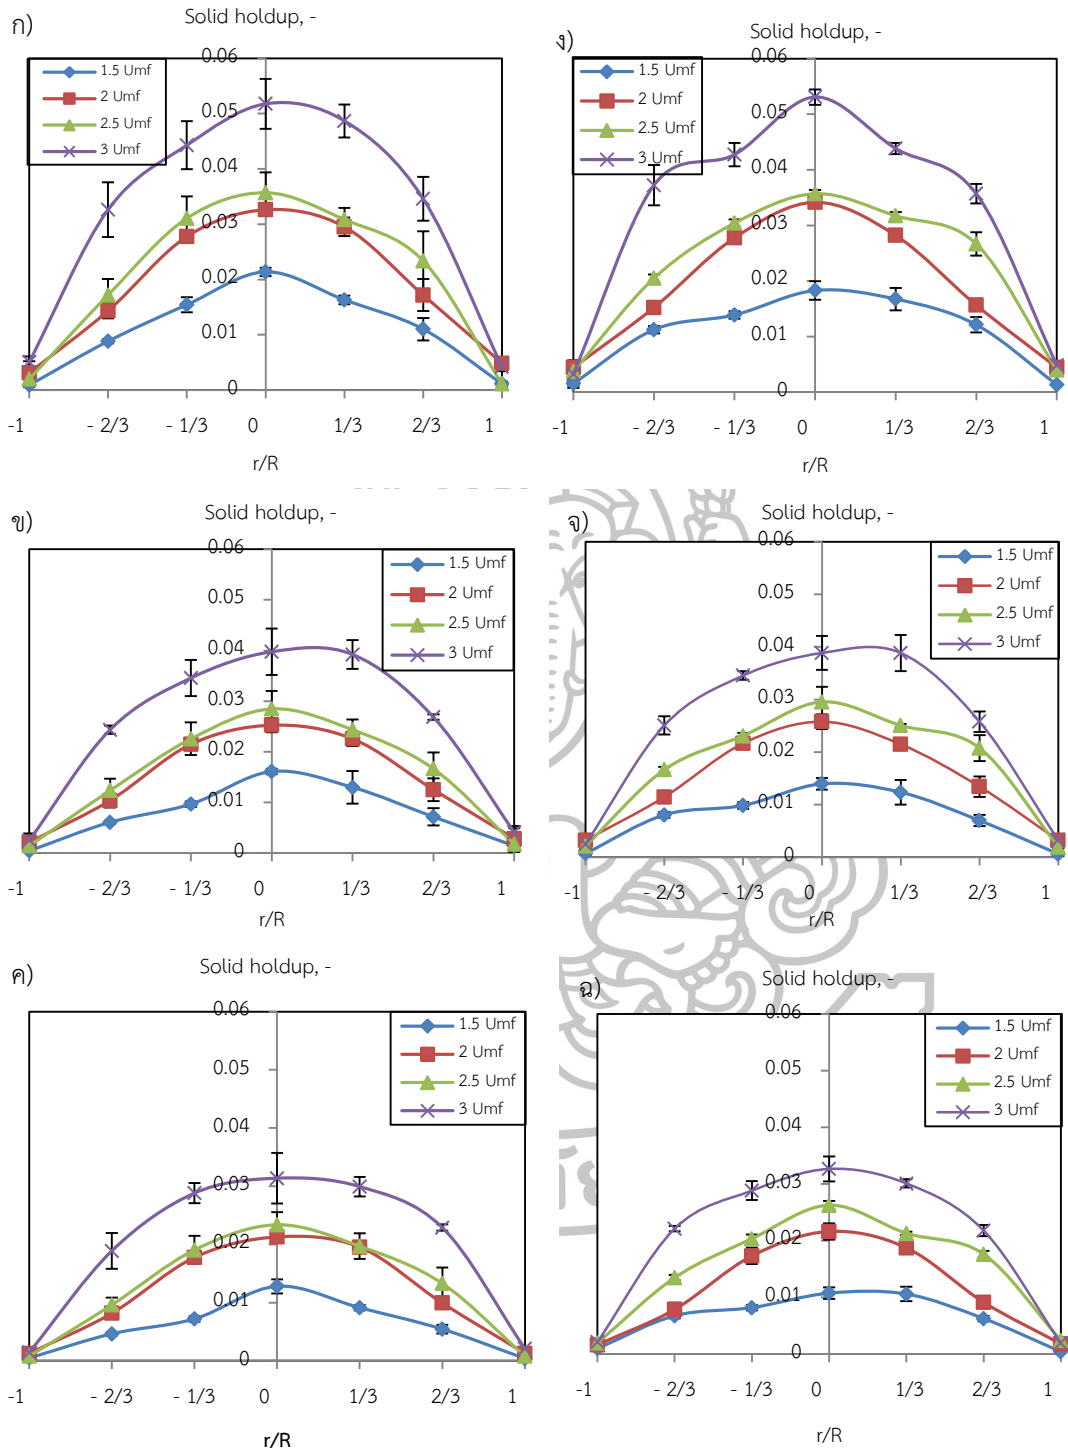 ก)
Solid holdup, -
0.06
0.05
0.04
0.03
0.02
0.01
0
1.5 Umf
2 Umf
2.5 Umf
3 Umf
-1 - 2/3 - 1/3 0 1/3 2/3 1
r/R
ง)
Solid holdup, -
0.06
0.05
0.04
0.03
0.02
0.01
0
1.5 Umf
2 Umf
2.5 Umf
3 Umf
-1 - 2/3 - 1/3 0 1/3 2/3 1
r/R
ข)
Solid holdup, -
0.06
0.05
0.04
0.03
0.02
0.01
0
1.5 Umf
2 Umf
2.5 Umf
3 Umf
-1 - 2/3 - 1/3 0 1/3 2/3 1
r/R
จ)
Solid holdup, -
0.06
0.05
0.04
0.03
0.02
0.01
0
1.5 Umf
2 Umf
2.5 Umf
3 Umf
-1 - 2/3 - 1/3 0 1/3 2/3 1
r/R
ค)
Solid holdup, -
0.06
0.05
0.04
0.03
0.02
0.01
0
1.5 Umf
2 Umf
2.5 Umf
3 Umf
-1 - 2/3 - 1/3 0 1/3 2/3 1
r/R
ฉ)
Solid holdup, -
0.06
0.05
0.04
0.03
0.02
0.01
0
1.5 Umf
2 Umf
2.5 Umf
3 Umf
-1 - 2/3 - 1/3 0 1/3 2/3 1
r/R